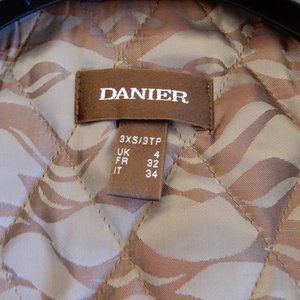 DANIER
3XS/3TP
UK 4
FR 32
IT 34